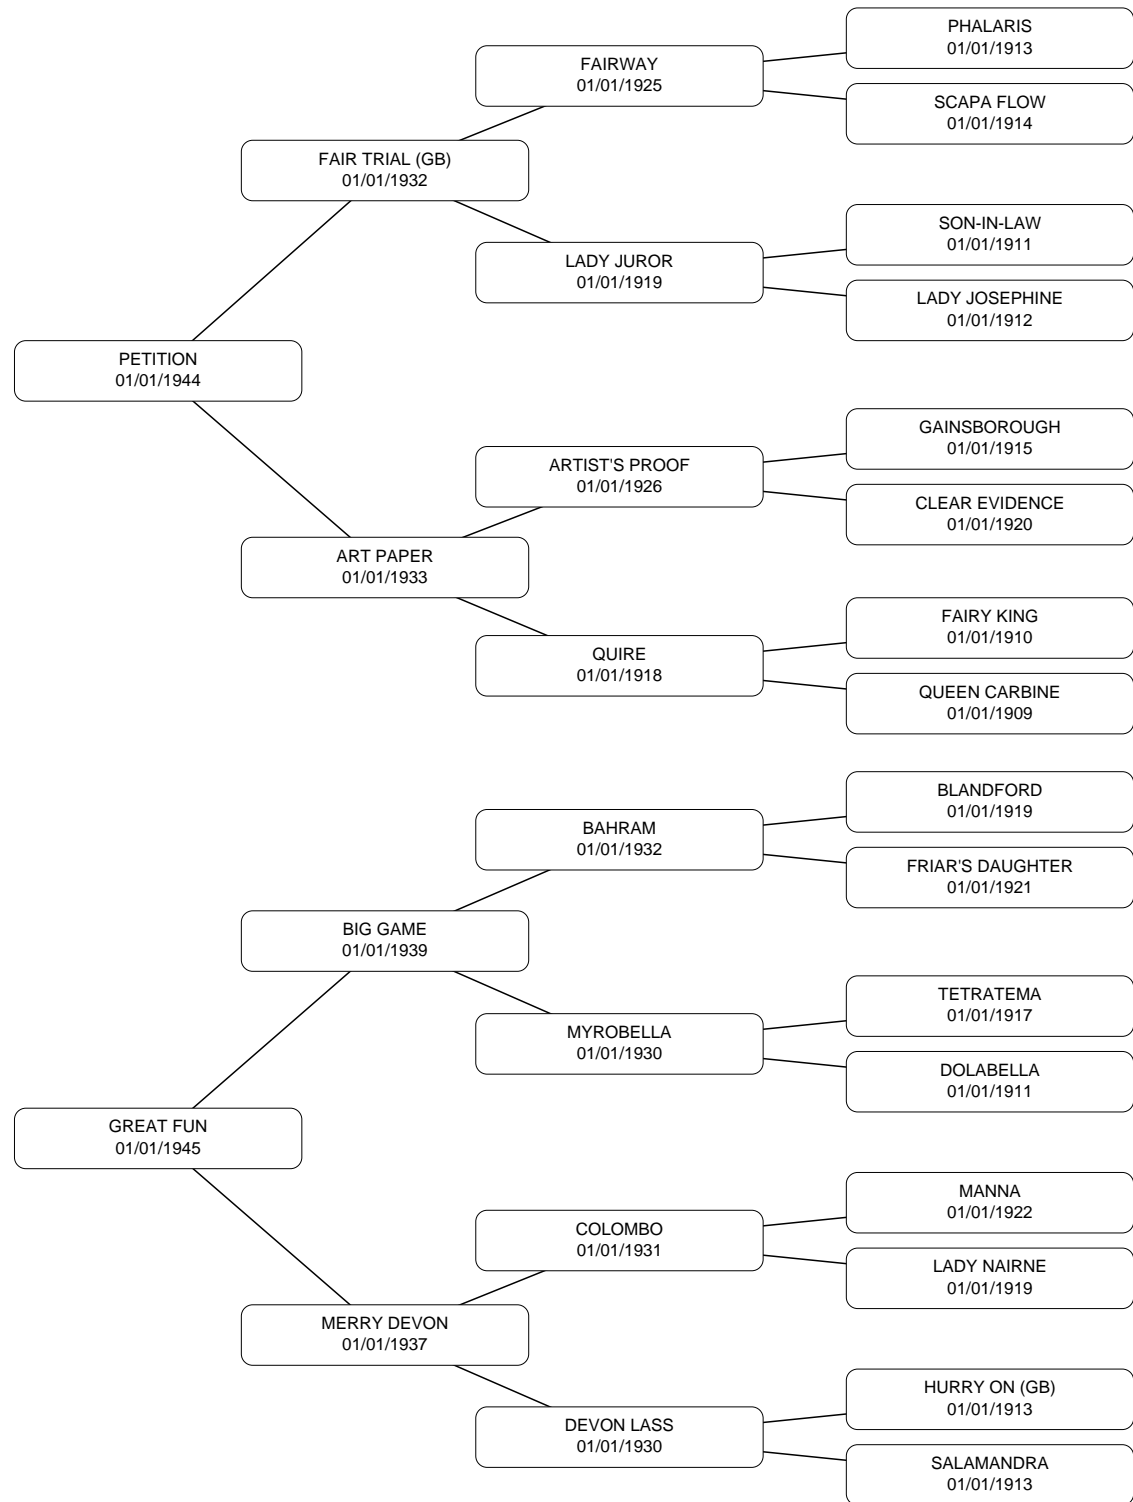 PHALARIS
01/01/1913
FAIRWAY
01/01/1925
SCAPA FLOW
01/01/1914
FAIR TRIAL (GB)
01/01/1932
SON-IN-LAW
01/01/1911
LADY JUROR
01/01/1919
LADY JOSEPHINE
01/01/1912
PETITION
01/01/1944
GAINSBOROUGH
01/01/1915
ARTIST'S PROOF
01/01/1926
CLEAR EVIDENCE
01/01/1920
ART PAPER
01/01/1933
FAIRY KING
01/01/1910
QUIRE
01/01/1918
QUEEN CARBINE
01/01/1909
BLANDFORD
01/01/1919
BAHRAM
01/01/1932
FRIAR'S DAUGHTER
01/01/1921
BIG GAME
01/01/1939
TETRATEMA
01/01/1917
MYROBELLA
01/01/1930
DOLABELLA
01/01/1911
GREAT FUN
01/01/1945
MANNA
01/01/1922
COLOMBO
01/01/1931
LADY NAIRNE
01/01/1919
MERRY DEVON
01/01/1937
HURRY ON (GB)
01/01/1913
DEVON LASS
01/01/1930
SALAMANDRA
01/01/1913